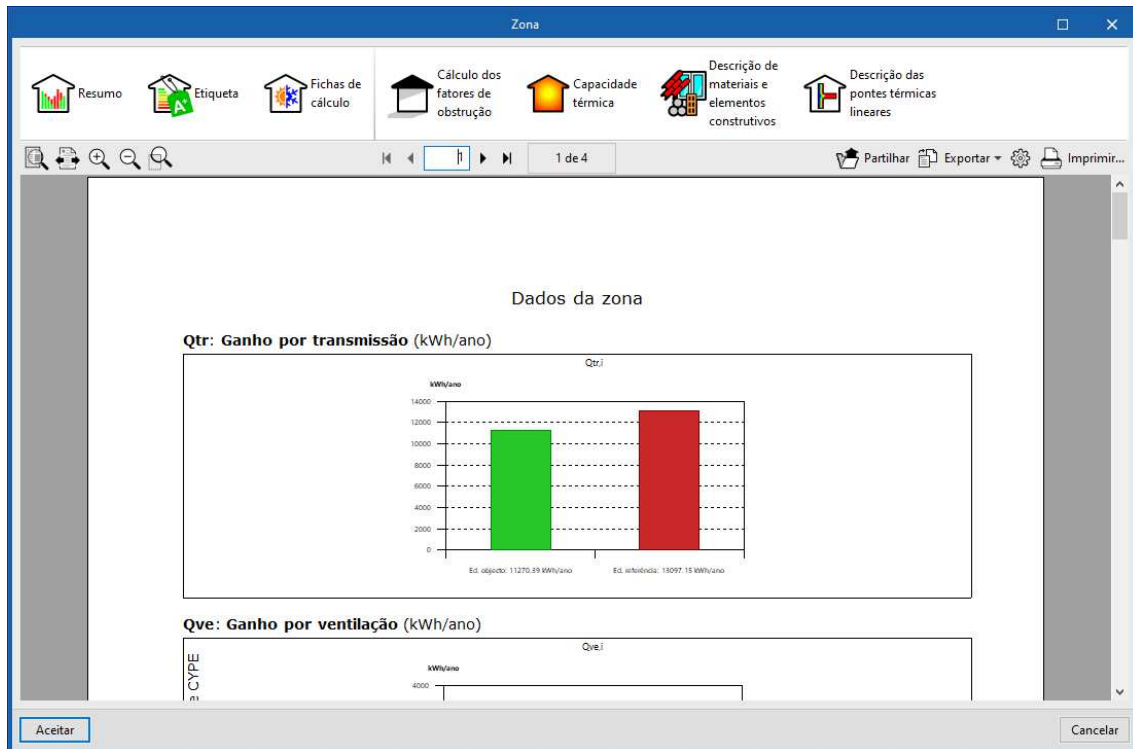 Zona
Resumo
Etiqueta
Fichas de
cálculo
Cálculo dos
fatores de
obstrução
Capacidade
térmica
Descrição de
materiais e
elementos
construtivos
Descrição das
pontes térmicas
lineares
1
1 de 4
Partilhar
Exportar
Imprimir...
Dados da zona
Qtr: Ganho por transmissão (kWh/ano)
Qtr,i
kWh/ano
14000
12000
10000
8000
6000
4000
2000
0
Ed. objecto: 11270.39 kWh/ano
Ed. referência: 13097.15 kWh/ano
Qve: Ganho por ventilação (kWh/ano)
Qve,i
kWh/ano
4000
e CYPE
Aceitar
Cancelar